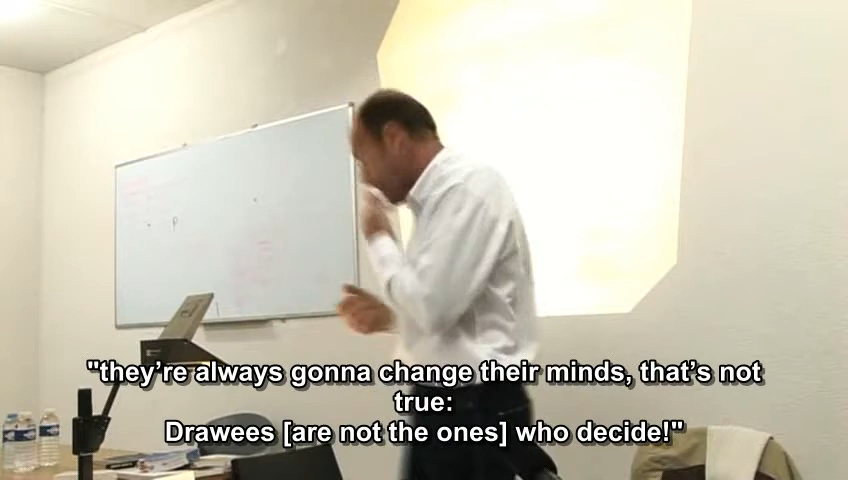 "they're always gonna change their minds, that's not
true:
Drawees [are not the ones] who decide!"